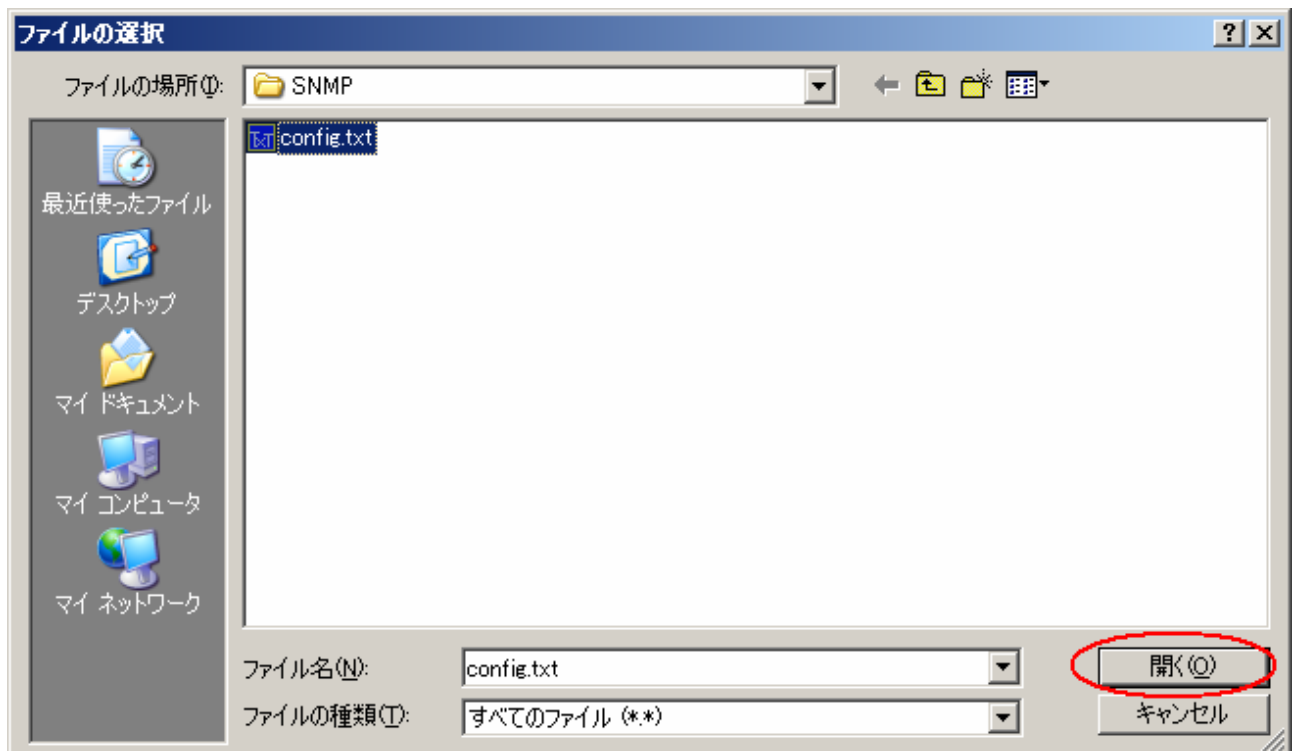 ファイルの選択
ファイルの場所(I):
SNMP
config.txt
最近使ったファイル
デスクトップ
マイ ドキュメント
マイ コンピュータ
マイ ネットワーク
ファイル名(N): config.txt 開く(O)
ファイルの種類(T): すべてのファイル (*.*) キャンセル